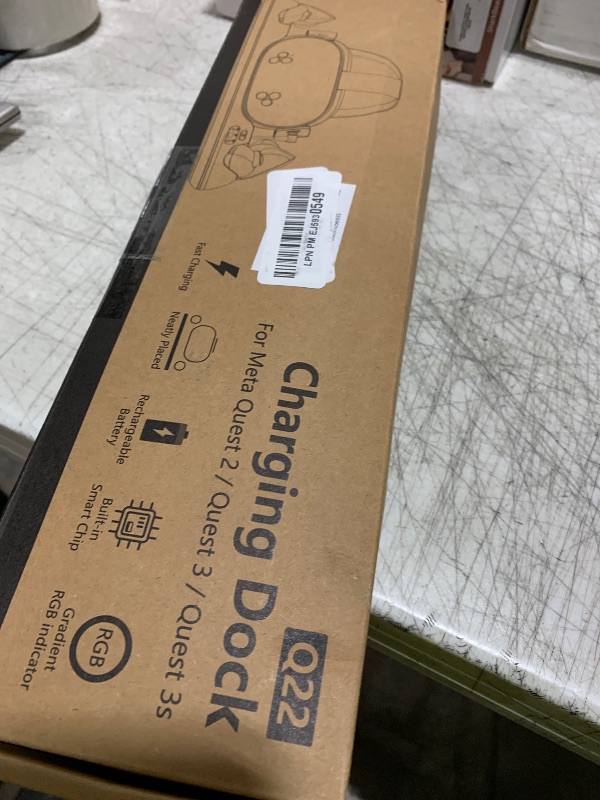 Q22
Charging Dock
For Meta Quest 2 / Quest 3 / Quest 3s
Fast Charging
Neatly Placed
Rechargeable
Battery
Built-in
Smart Chip
RGB
Gradient
RGB indicator
LPN PM EJ5930549